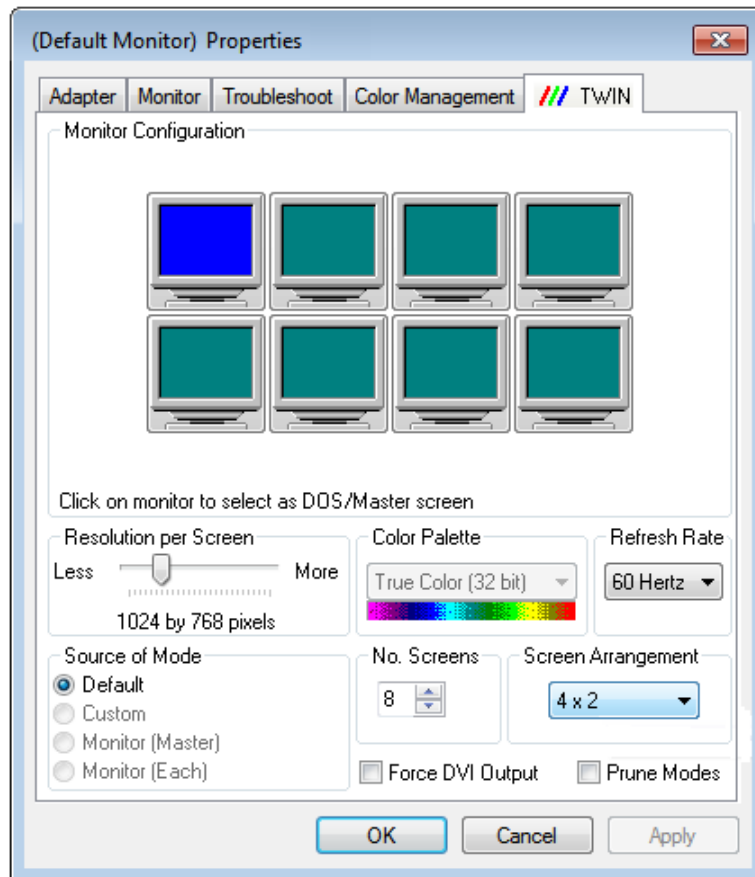 (Default Monitor) Properties
Adapter Monitor Troubleshoot Color Management TWIN
Monitor Configuration
Click on monitor to select as DOS/Master screen
Resolution per Screen
Less More
1024 by 768 pixels
Color Palette
True Color (32 bit)
Refresh Rate
60 Hertz
Source of Mode
Default
Custom
Monitor (Master)
Monitor (Each)
No. Screens
8
Screen Arrangement
4 x 2
Force DVI Output Prune Modes
OK Cancel Apply